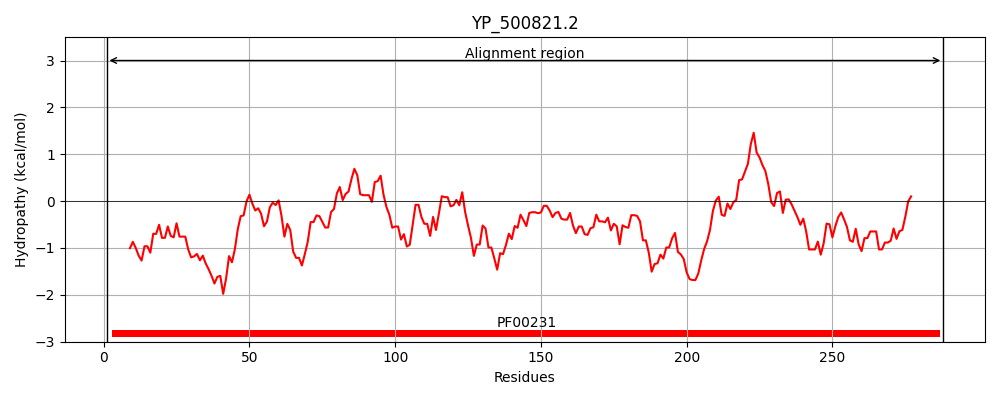 YP_500821.2
Alignment region
Hydropathy (kcal/mol)
3
2
1
0
−1
−2
−3
PF00231
0 50 100 150 200 250
Residues